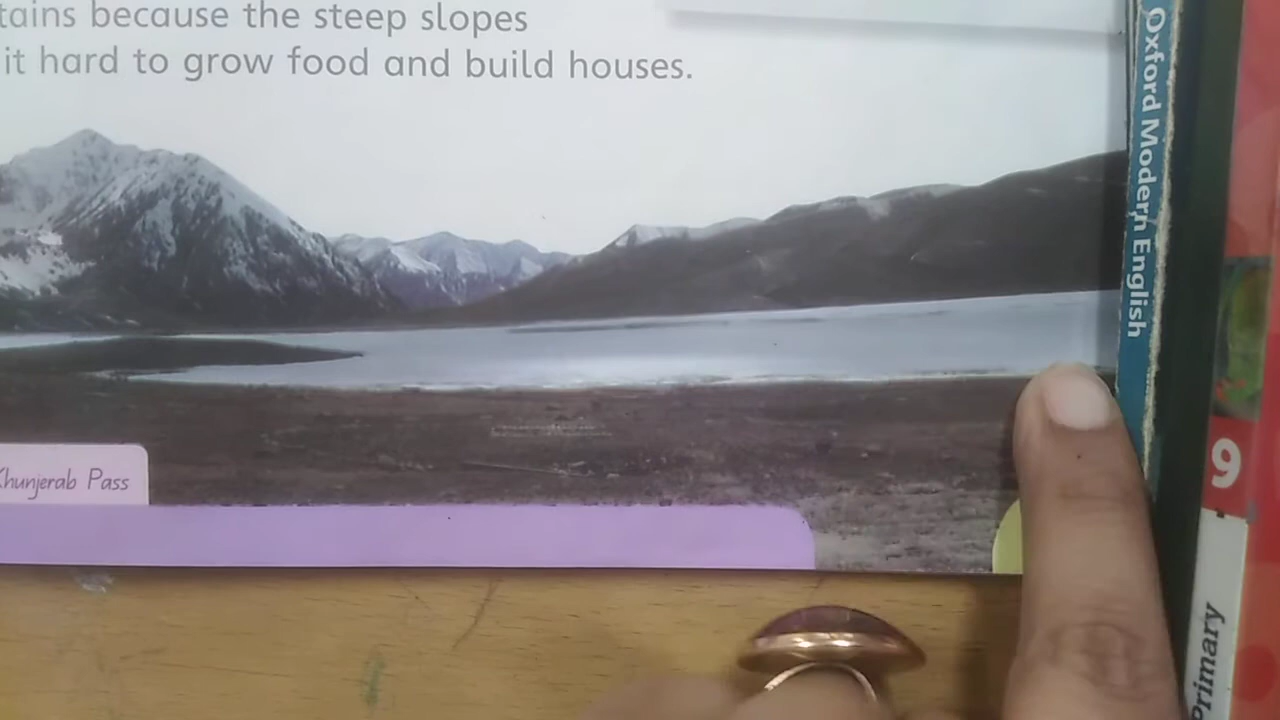 because the steep slopes
it hard to grow food and build houses.
Khunjerab Pass
Oxford Modern English
9
Primary